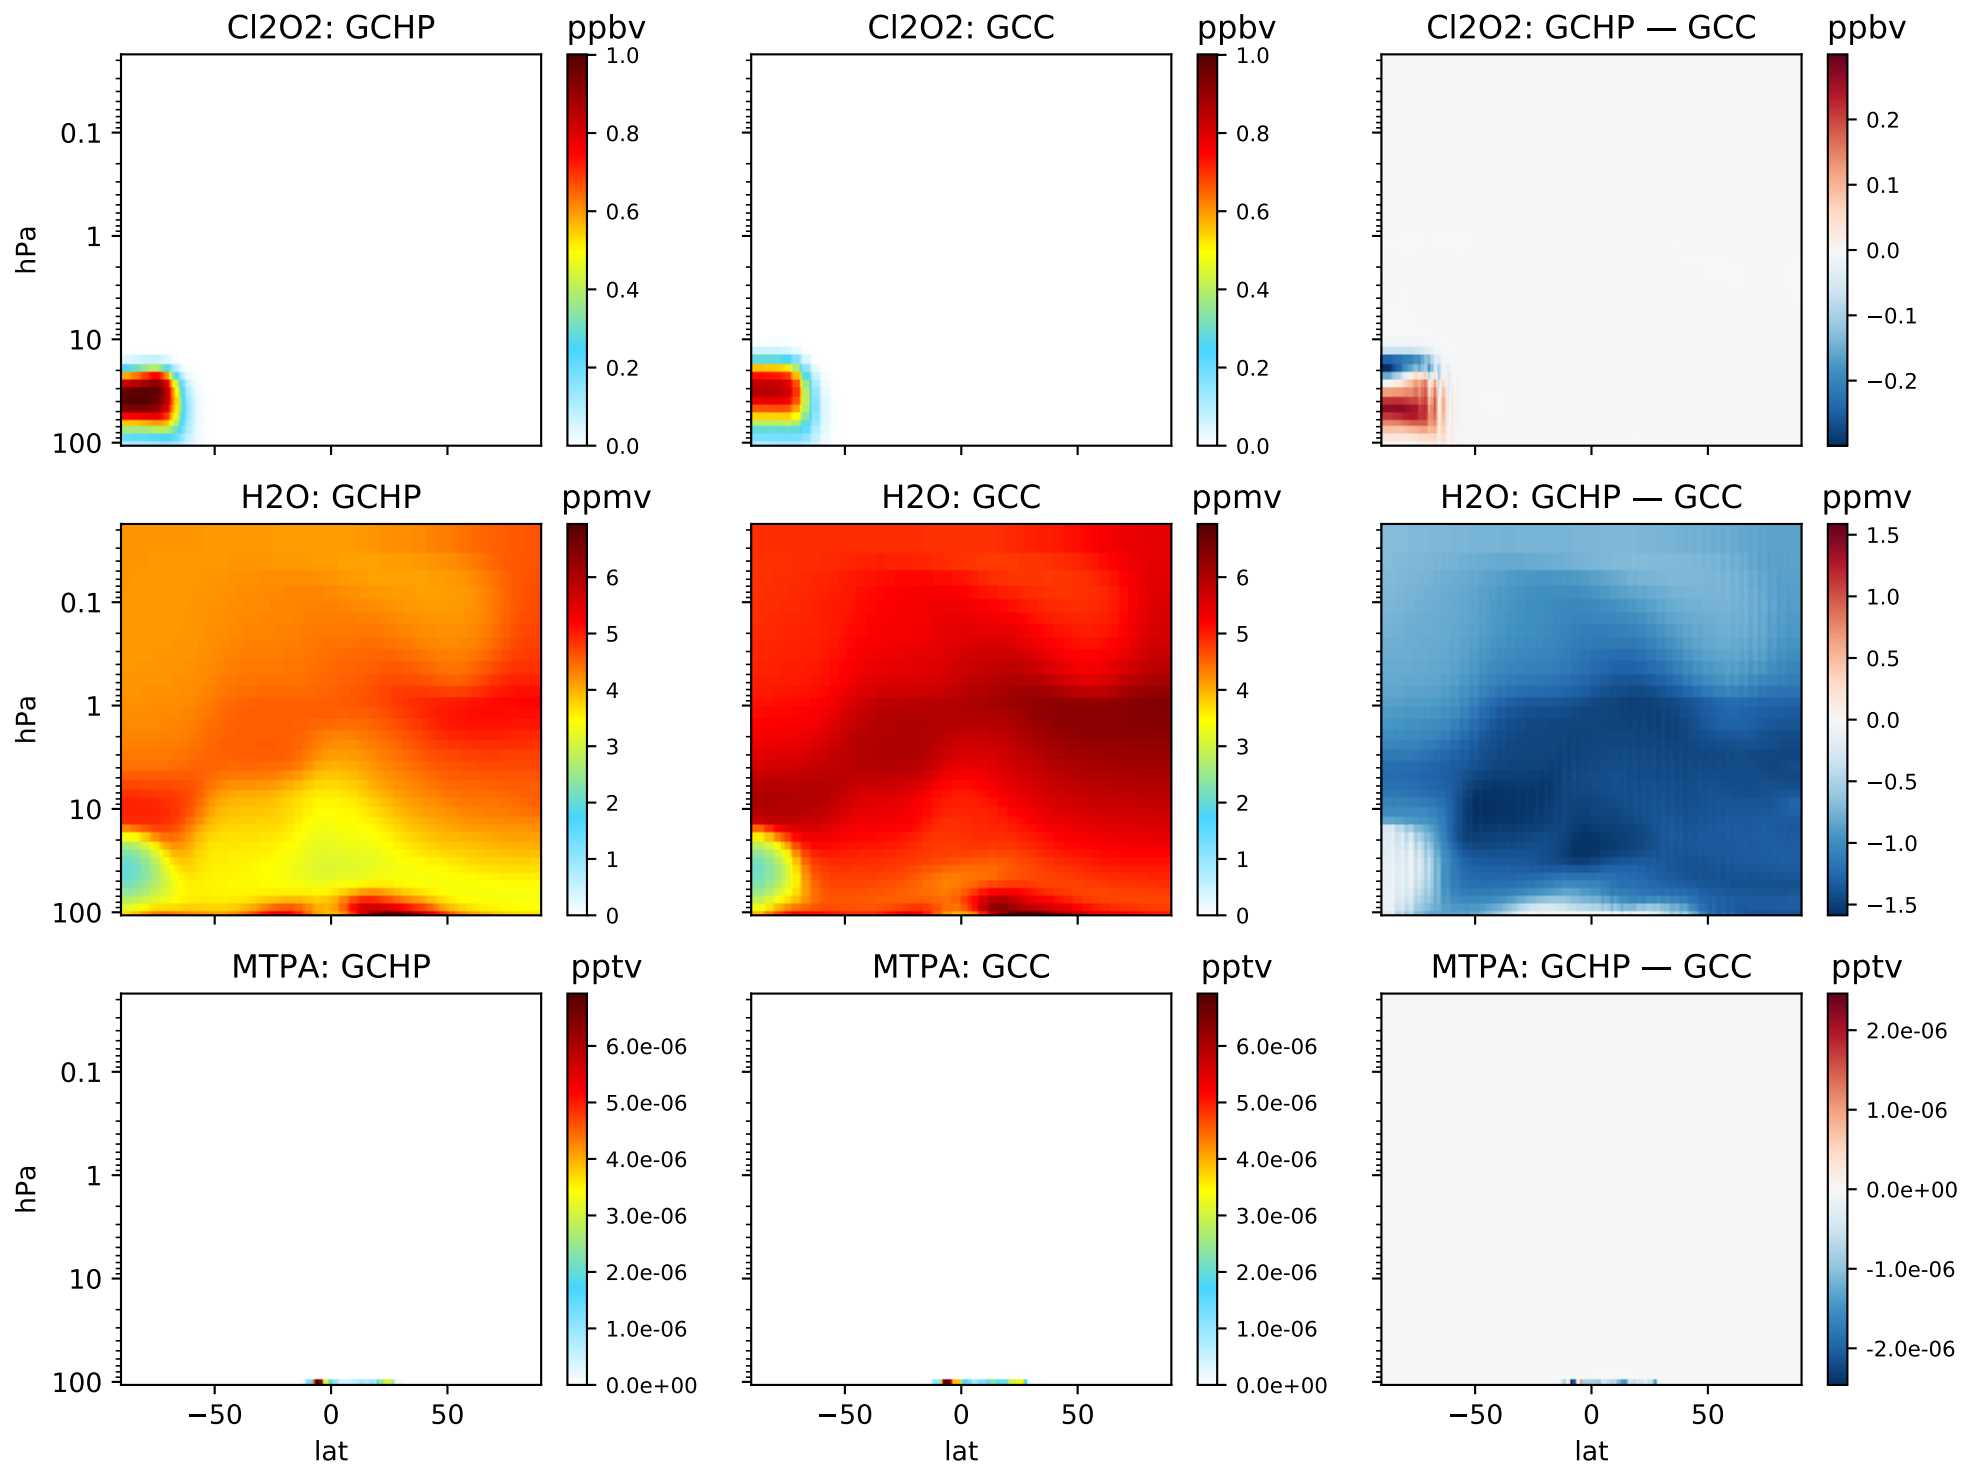 Cl2O2: GCHP ppbv Cl2O2: GCC ppbv Cl2O2: GCHP — GCC ppbv
1.0 1.0
0.1 0.8 0.8 0.2
0.6 0.6 0.1
hPa 1 0.0
0.4 0.4 −0.1
10 0.2 0.2 −0.2
100 0.0 0.0
H2O: GCHP ppmv H2O: GCC ppmv H2O: GCHP — GCC ppmv
6 6 1.5
0.1 5 5 1.0
4 4 0.5
hPa 1 3 3 0.0
2 2 −0.5
10 1 1 −1.0
100 0 0 −1.5
MTPA: GCHP pptv MTPA: GCC pptv MTPA: GCHP — GCC pptv
6.0e-06 6.0e-06 2.0e-06
0.1 5.0e-06 5.0e-06 1.0e-06
4.0e-06 4.0e-06
hPa 1 3.0e-06 3.0e-06 0.0e+00
10 2.0e-06 2.0e-06 -1.0e-06
1.0e-06 1.0e-06 -2.0e-06
100 0.0e+00 0.0e+00
−50 0 50 −50 0 50 −50 0 50
lat lat lat